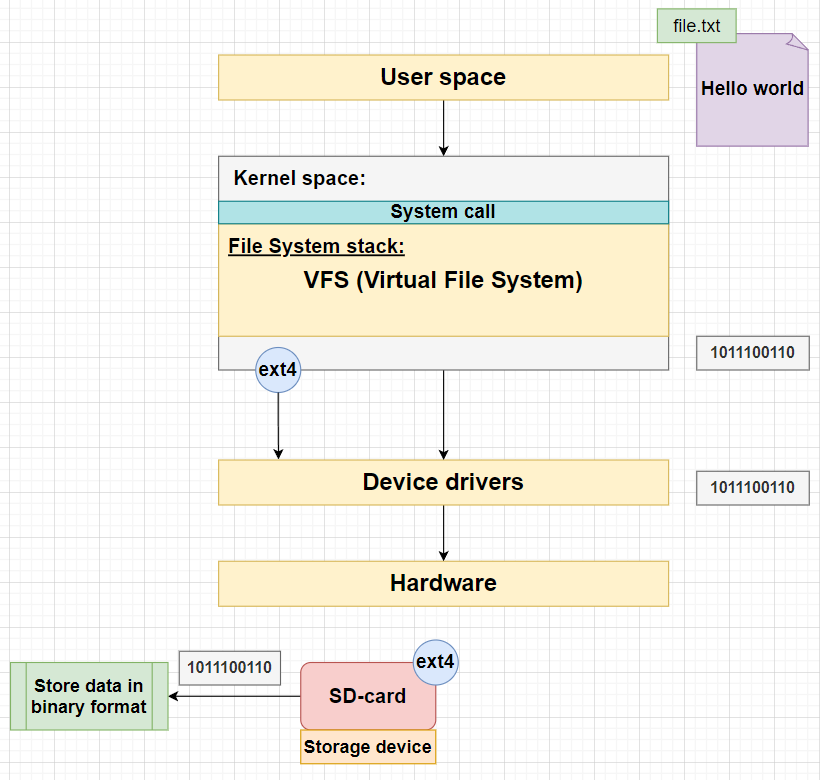 file.txt
User space
Hello world
Kernel space:
System call
File System stack:
VFS (Virtual File System)
1011100110
ext4
Device drivers
1011100110
Hardware
ext4
1011100110
Store data in
binary format
SD-card
Storage device